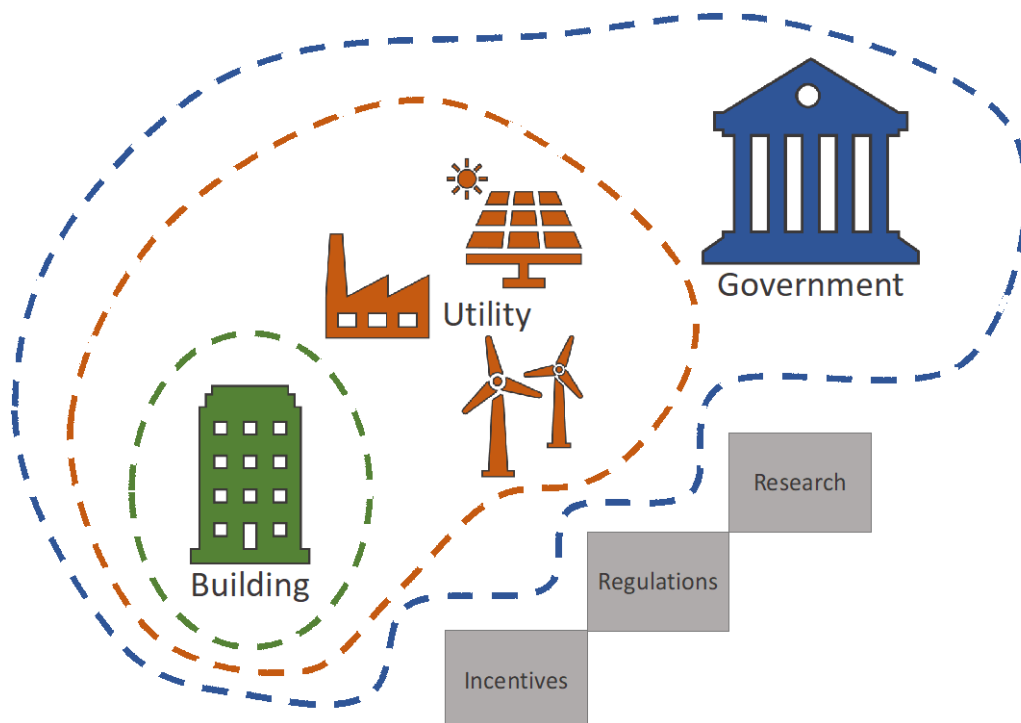 Government
Utility
Research
Building
Regulations
Incentives